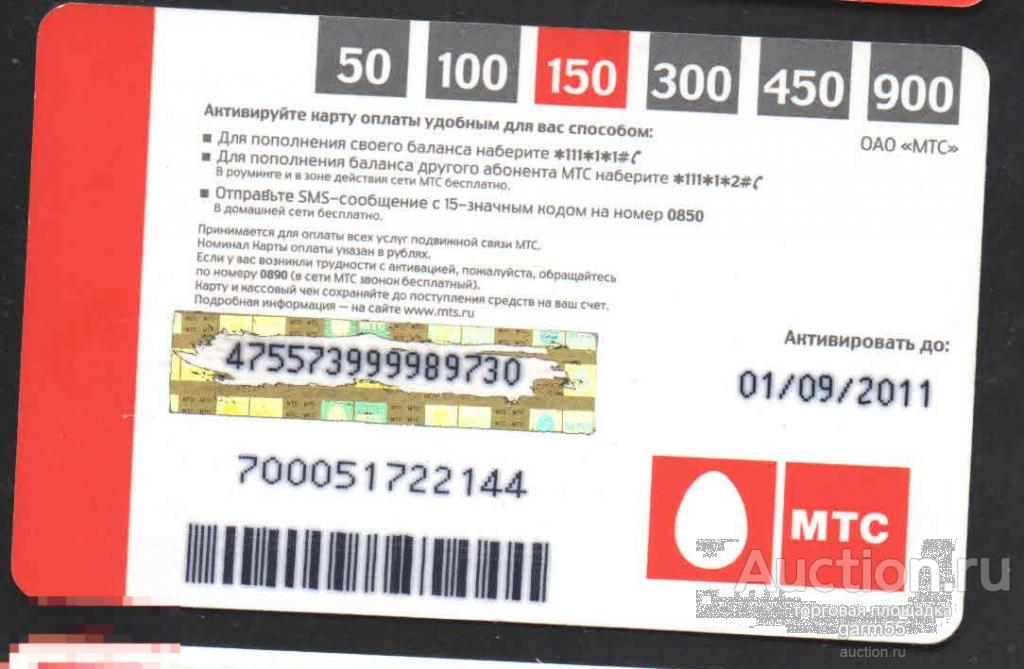 50 100 150 300 450 900
Активируйте карту оплаты удобным для вас способом:
ОАО «МТС»
▪ Для пополнения своего баланса наберите *111*1*1#
▪ Для пополнения баланса другого абонента МТС наберите *111*1*2#
В роуминге и в зоне действия сети МТС бесплатно.
▪ Отправьте SMS-сообщение с 15-значным кодом на номер 0850
В домашней сети бесплатно.
Принимается для оплаты всех услуг подвижной связи МТС.
Номинал Карты оплаты указан в рублях.
Если у вас возникли трудности с активацией, пожалуйста, обращайтесь
по номеру 0890 (в сети МТС звонок бесплатный).
Карту и кассовый чек сохраняйте до поступления средств на ваш счет.
Подробная информация — на сайте www.mts.ru
МТС
475573999989730
Активировать до:
01/09/2011
700051722144
МТС
Auction.ru
торговая площадка
garm55
auction.ru